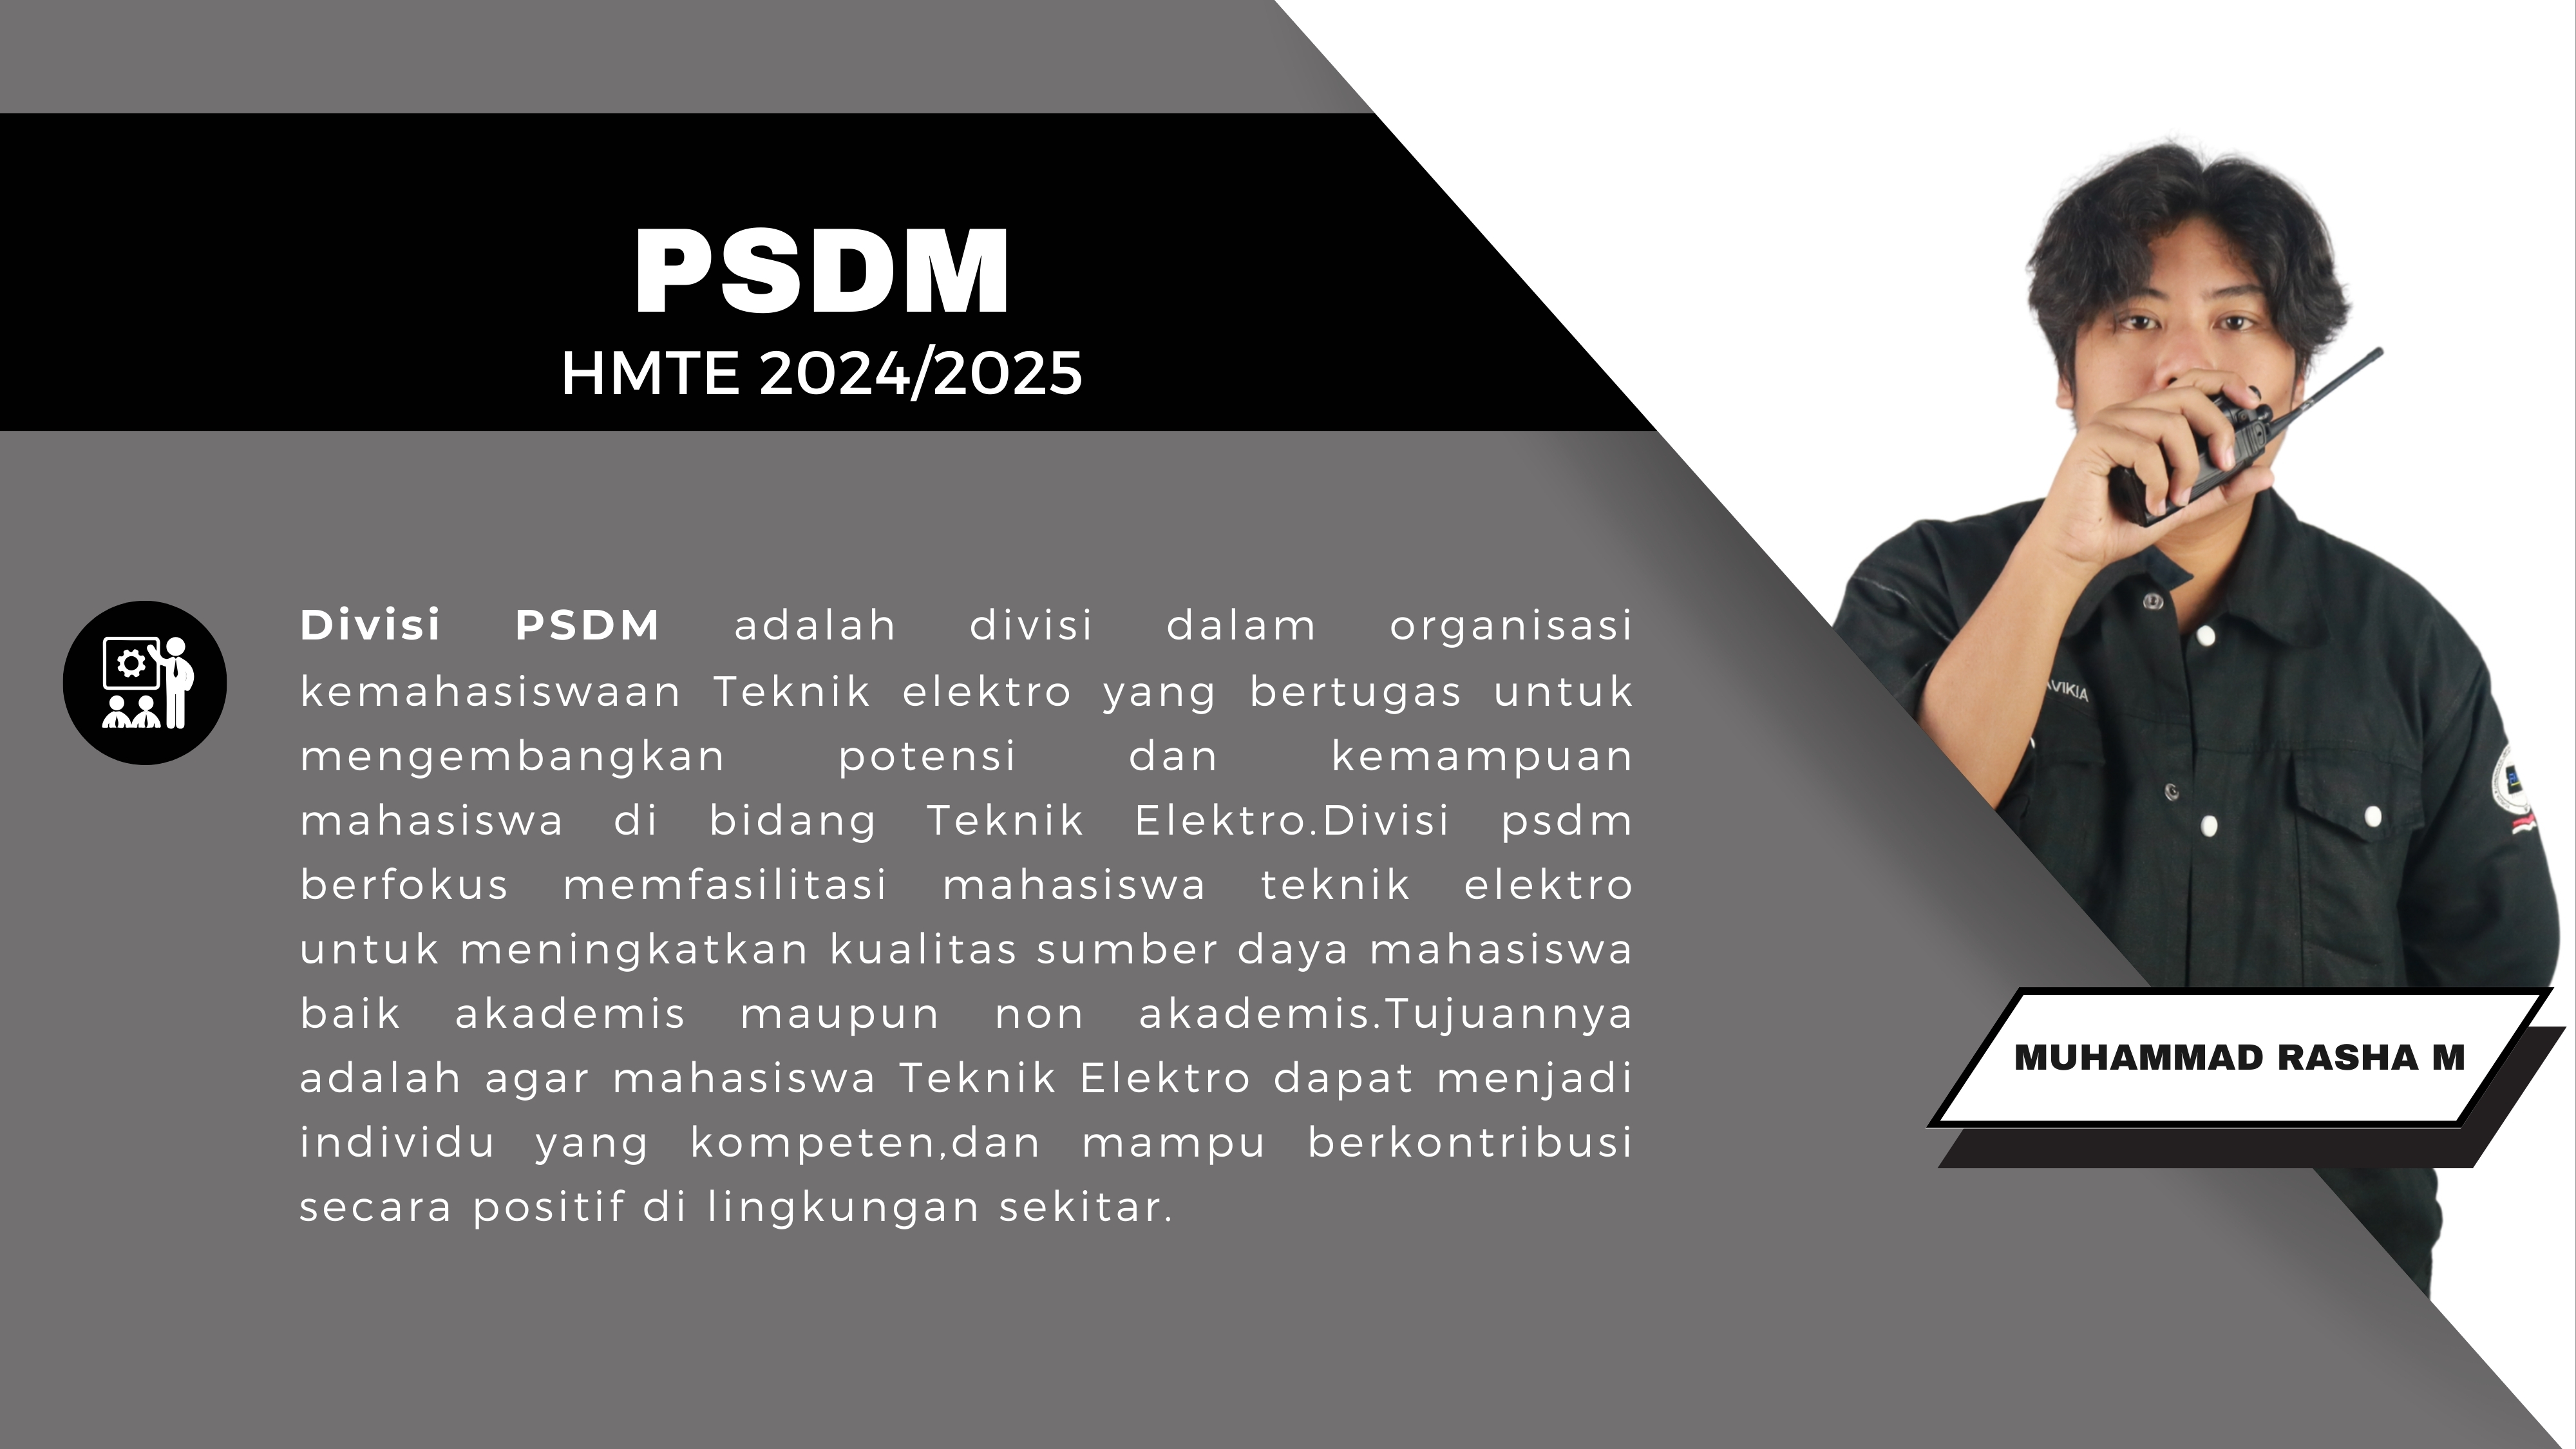 PSDM
HMTE 2024/2025
Divisi PSDM adalah divisi dalam organisasi
kemahasiswaan Teknik elektro yang bertugas untuk
mengembangkan potensi dan kemampuan
mahasiswa di bidang Teknik Elektro.Divisi psdm
berfokus memfasilitasi mahasiswa teknik elektro
untuk meningkatkan kualitas sumber daya mahasiswa
baik akademis maupun non akademis.Tujuannya
adalah agar mahasiswa Teknik Elektro dapat menjadi
individu yang kompeten,dan mampu berkontribusi
secara positif di lingkungan sekitar.
MUHAMMAD RASHA M